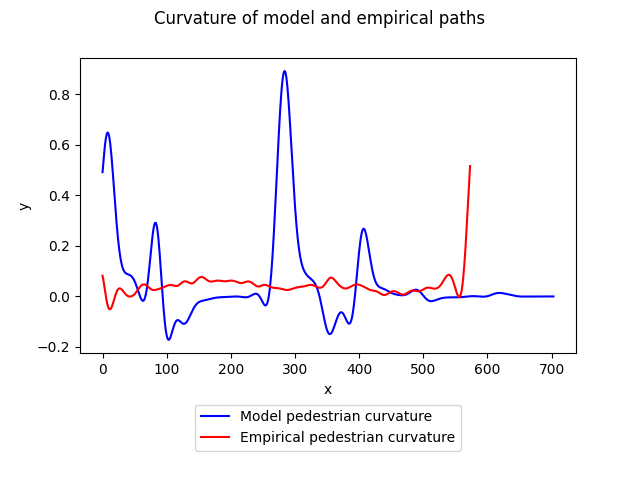 Curvature of model and empirical paths
y
0.8
0.6
0.4
0.2
0.0
−0.2
0 100 200 300 400 500 600 700
x
Model pedestrian curvature
Empirical pedestrian curvature